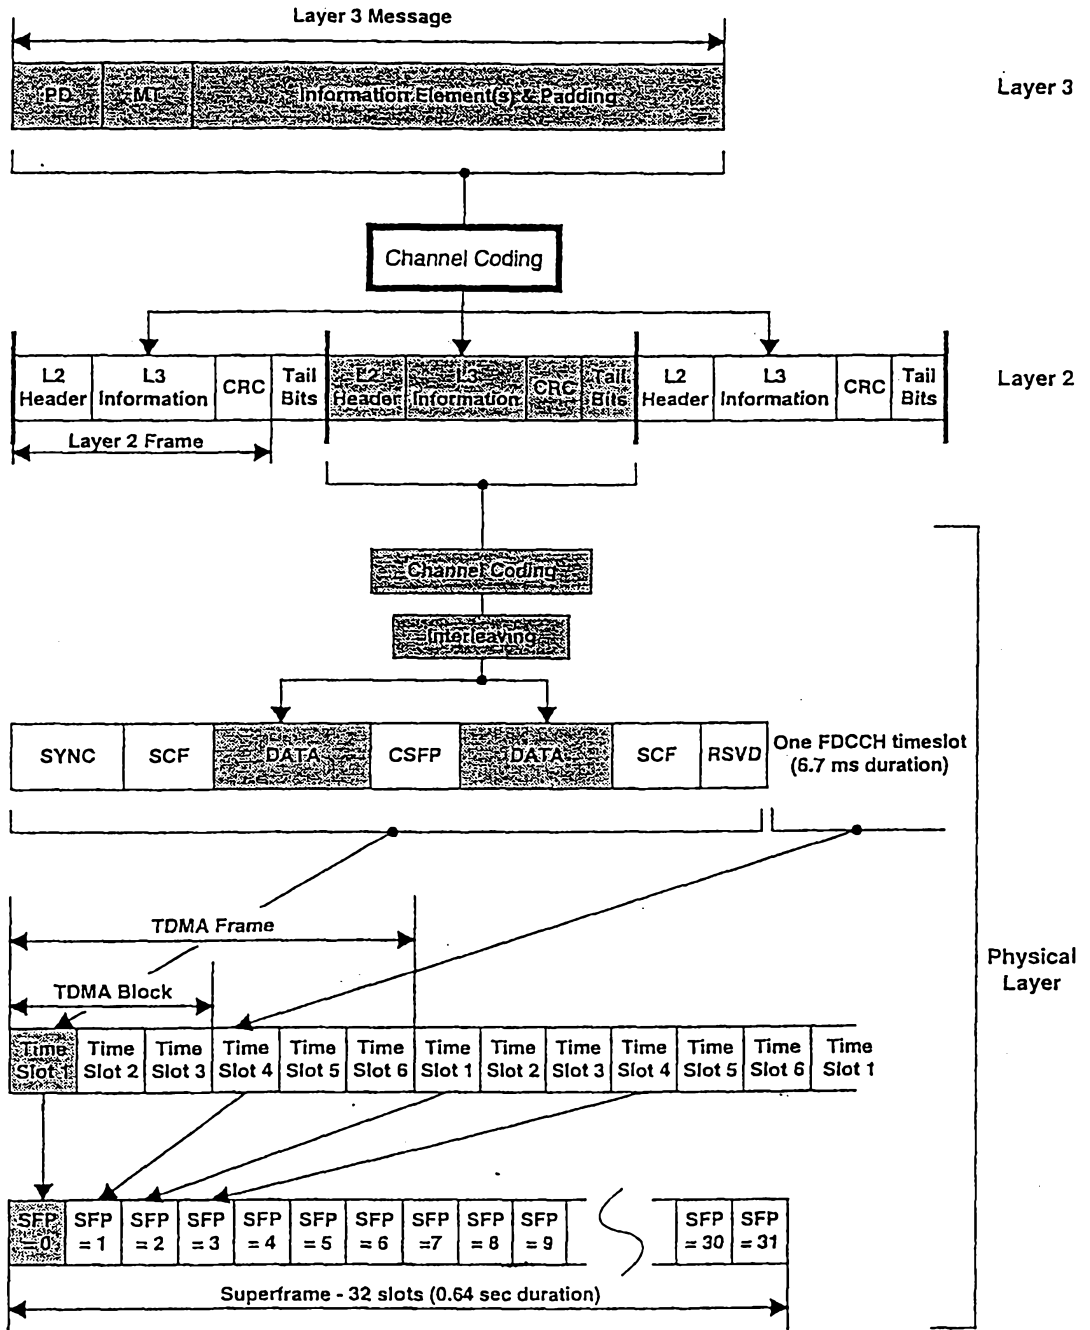 Layer 3 Message
PD MT Information Element(s) & Padding
Layer 3
Channel Coding
L2 Header L3 Information CRC Tail Bits L2 Header L3 Information CRC Tail Bits L2 Header L3 Information CRC Tail Bits
Layer 2
Layer 2 Frame
Channel Coding
Interleaving
SYNC SCF DATA CSFP DATA SCF RSVD
One FDCCH timeslot
(6.7 ms duration)
TDMA Frame
TDMA Block
Physical
Layer
Time Slot 1 Time Slot 2 Time Slot 3 Time Slot 4 Time Slot 5 Time Slot 6 Time Slot 1 Time Slot 2 Time Slot 3 Time Slot 4 Time Slot 5 Time Slot 6 Time Slot 1
SFP = 0 SFP = 1 SFP = 2 SFP = 3 SFP = 4 SFP = 5 SFP = 6 SFP =7 SFP = 8 SFP = 9 SFP = 30 SFP = 31
Superframe - 32 slots (0.64 sec duration)